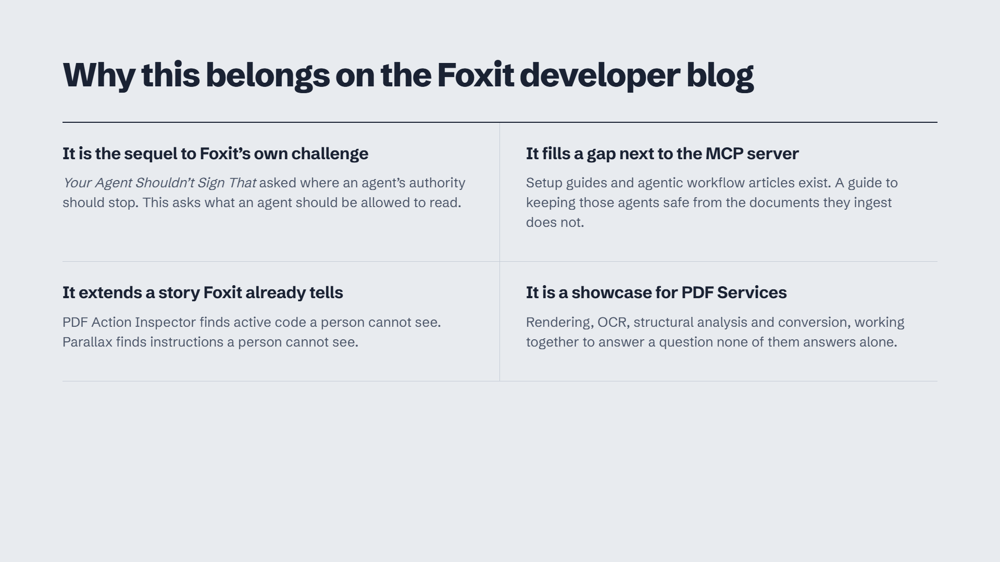 Why this belongs on the Foxit developer blog
It is the sequel to Foxit’s own challenge
Your Agent Shouldn’t Sign That asked where an agent’s authority
should stop. This asks what an agent should be allowed to read.
It fills a gap next to the MCP server
Setup guides and agentic workflow articles exist. A guide to
keeping those agents safe from the documents they ingest
does not.
It extends a story Foxit already tells
PDF Action Inspector finds active code a person cannot see.
Parallax finds instructions a person cannot see.
It is a showcase for PDF Services
Rendering, OCR, structural analysis and conversion, working
together to answer a question none of them answers alone.